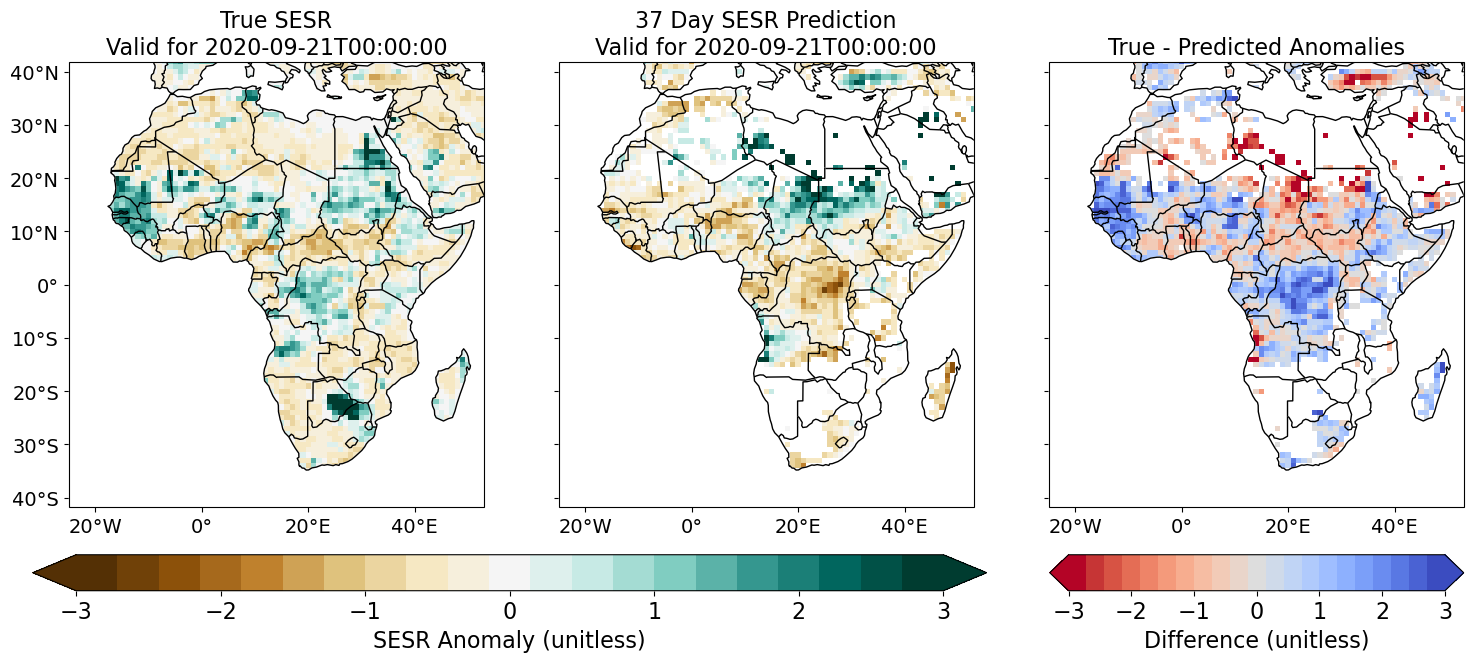 True SESR
Valid for 2020-09-21T00:00:00
37 Day SESR Prediction
Valid for 2020-09-21T00:00:00
True - Predicted Anomalies
40°N
30°N
20°N
10°N
0°
10°S
20°S
30°S
40°S
20°W 0° 20°E 40°E
20°W 0° 20°E 40°E
20°W 0° 20°E 40°E
−3 −2 −1 0 1 2 3
SESR Anomaly (unitless)
−3 −2 −1 0 1 2 3
Difference (unitless)